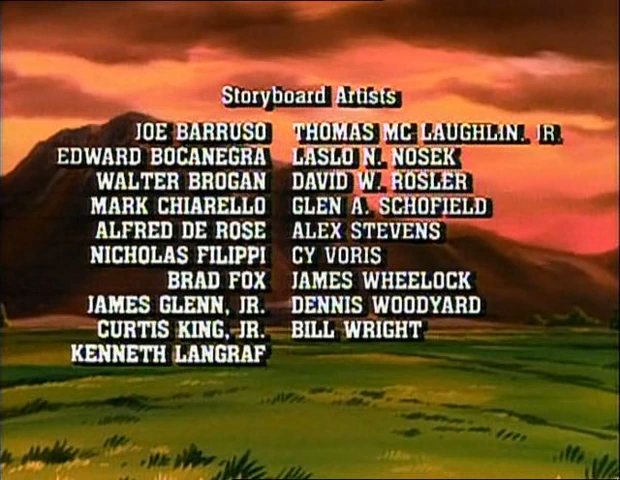 Storyboard Artists
JOE BARRUSO THOMAS MC LAUGHLIN, JR.
EDWARD BOCANEGRA LASLO N. NOSEK
WALTER BROGAN DAVID W. ROSLER
MARK CHIARELLO GLEN A. SCHOFIELD
ALFRED DE ROSE ALEX STEVENS
NICHOLAS FILIPPI CY VORIS
BRAD FOX JAMES WHEELOCK
JAMES GLENN, JR. DENNIS WOODYARD
CURTIS KING, JR. BILL WRIGHT
KENNETH LANGRAF